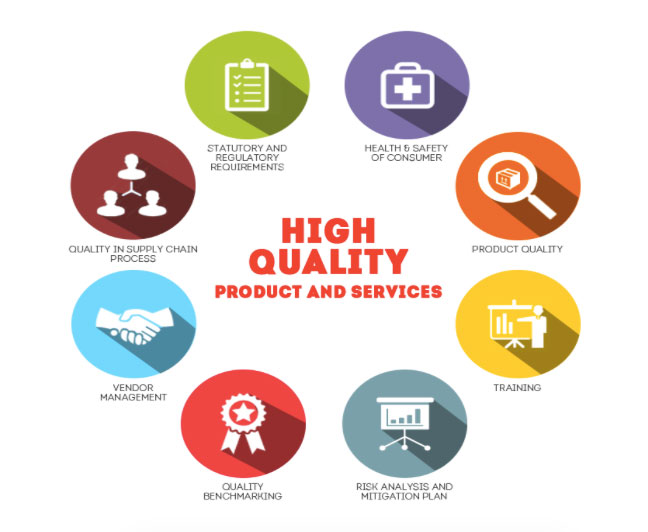 STATUTORY AND
REGULATORY
REQUIREMENTS
HEALTH & SAFETY
OF CONSUMER
QUALITY IN SUPPLY CHAIN
PROCESS
PRODUCT QUALITY
HIGH
QUALITY
PRODUCT AND SERVICES
VENDOR
MANAGEMENT
TRAINING
QUALITY
BENCHMARKING
RISK ANALYSIS AND
MITIGATION PLAN